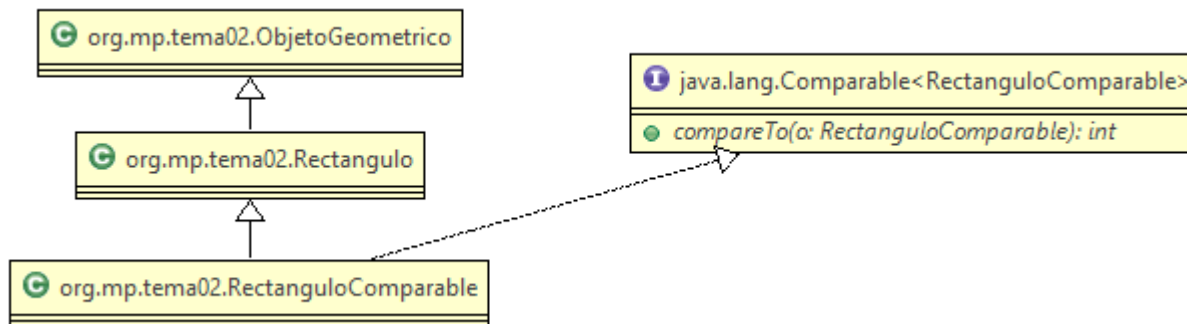 C org.mp.tema02.ObjetoGeometrico
I java.lang.Comparable<RectanguloComparable>
compareTo(o: RectanguloComparable): int
C org.mp.tema02.Rectangulo
C org.mp.tema02.RectanguloComparable